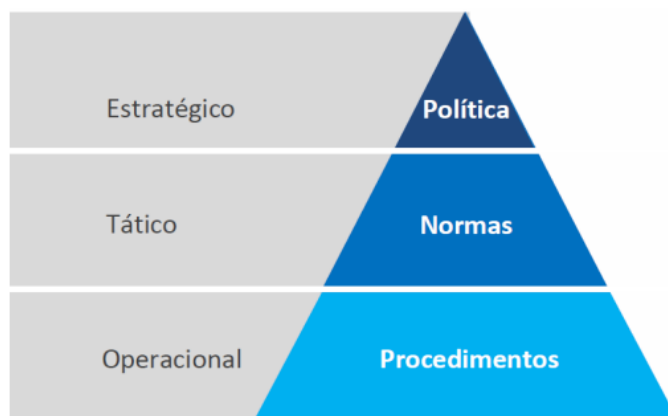 Estratégico
Política
Tático
Normas
Operacional
Procedimentos